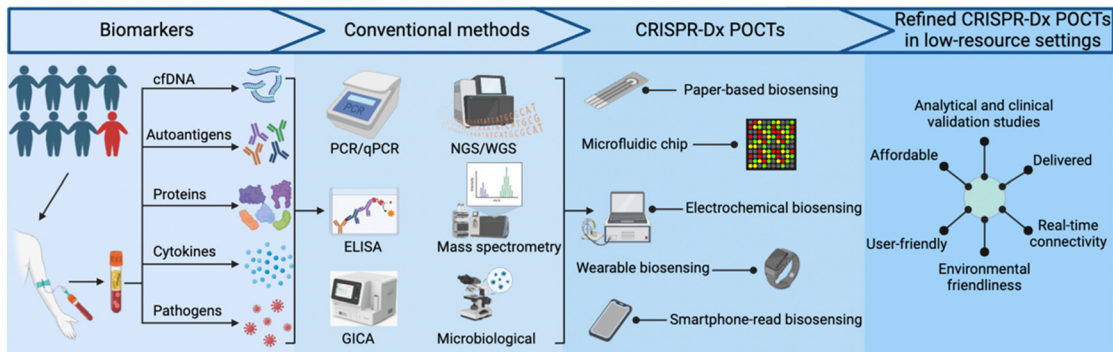 Biomarkers
Conventional methods
CRISPR-Dx POCTs
Refined CRISPR-Dx POCTs
in low-resource settings
cfDNA
Autoantigens
Proteins
Cytokines
Pathogens
PCR
PCR/qPCR
NGS/WGS
ELISA
Mass spectrometry
GICA
Microbiological
Paper-based biosensing
Microfluidic chip
Electrochemical biosensing
Wearable biosensing
Smartphone-read bisosensing
Analytical and clinical
validation studies
Affordable
Delivered
User-friendly
Real-time
connectivity
Environmental
friendliness